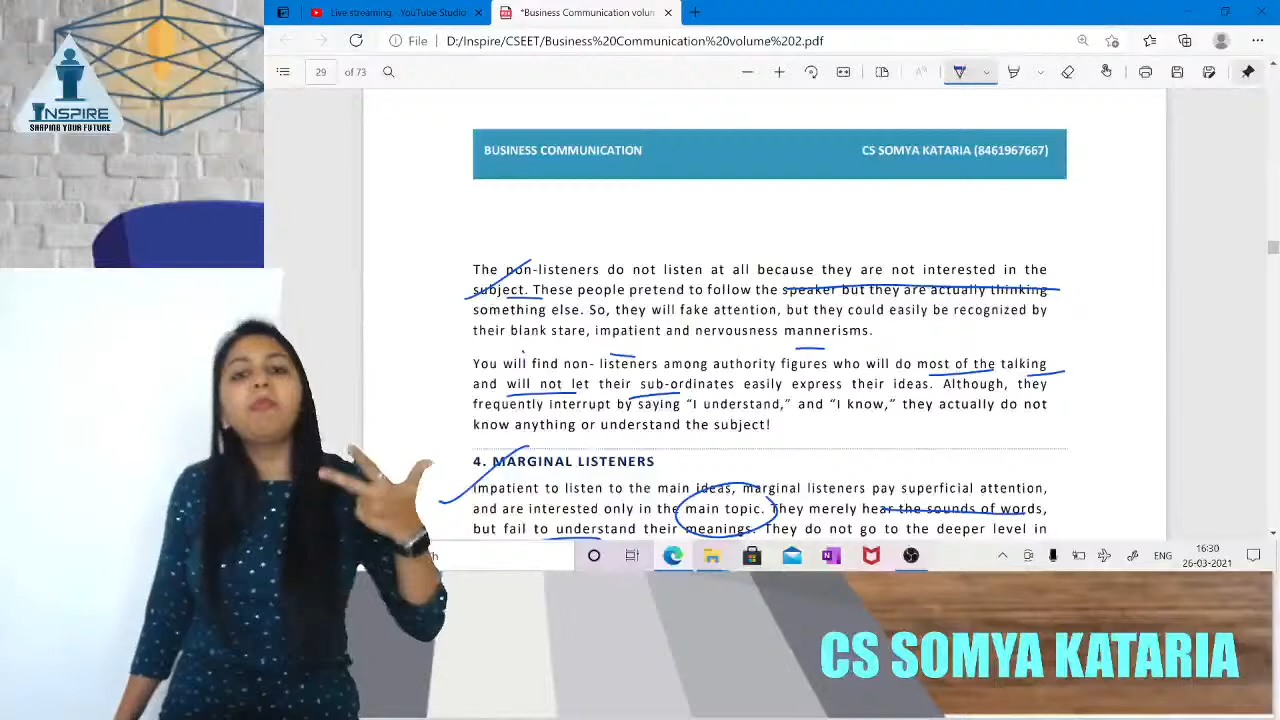 Live streaming - YouTube Studio
*Business Communication volum
File
D:/Inspire/CSEET/Business%20Communication%20volume%202.pdf
29 of 73
INSPIRE
SHAPING YOUR FUTURE
BUSINESS COMMUNICATION
CS SOMYA KATARIA (8461967667)
The non-listeners do not listen at all because they are not interested in the
subject. These people pretend to follow the speaker but they are actually thinking
something else. So, they will fake attention, but they could easily be recognized by
their blank stare, impatient and nervousness mannerisms.
You will find non- listeners among authority figures who will do most of the talking
and will not let their sub-ordinates easily express their ideas. Although, they
frequently interrupt by saying “I understand,” and “I know,” they actually do not
know anything or understand the subject!
4. MARGINAL LISTENERS
Impatient to listen to the main ideas, marginal listeners pay superficial attention,
and are interested only in the main topic. They merely hear the sounds of words,
but fail to understand their meanings. They do not go to the deeper level in
ENG
16:30
26-03-2021
CS SOMYA KATARIA